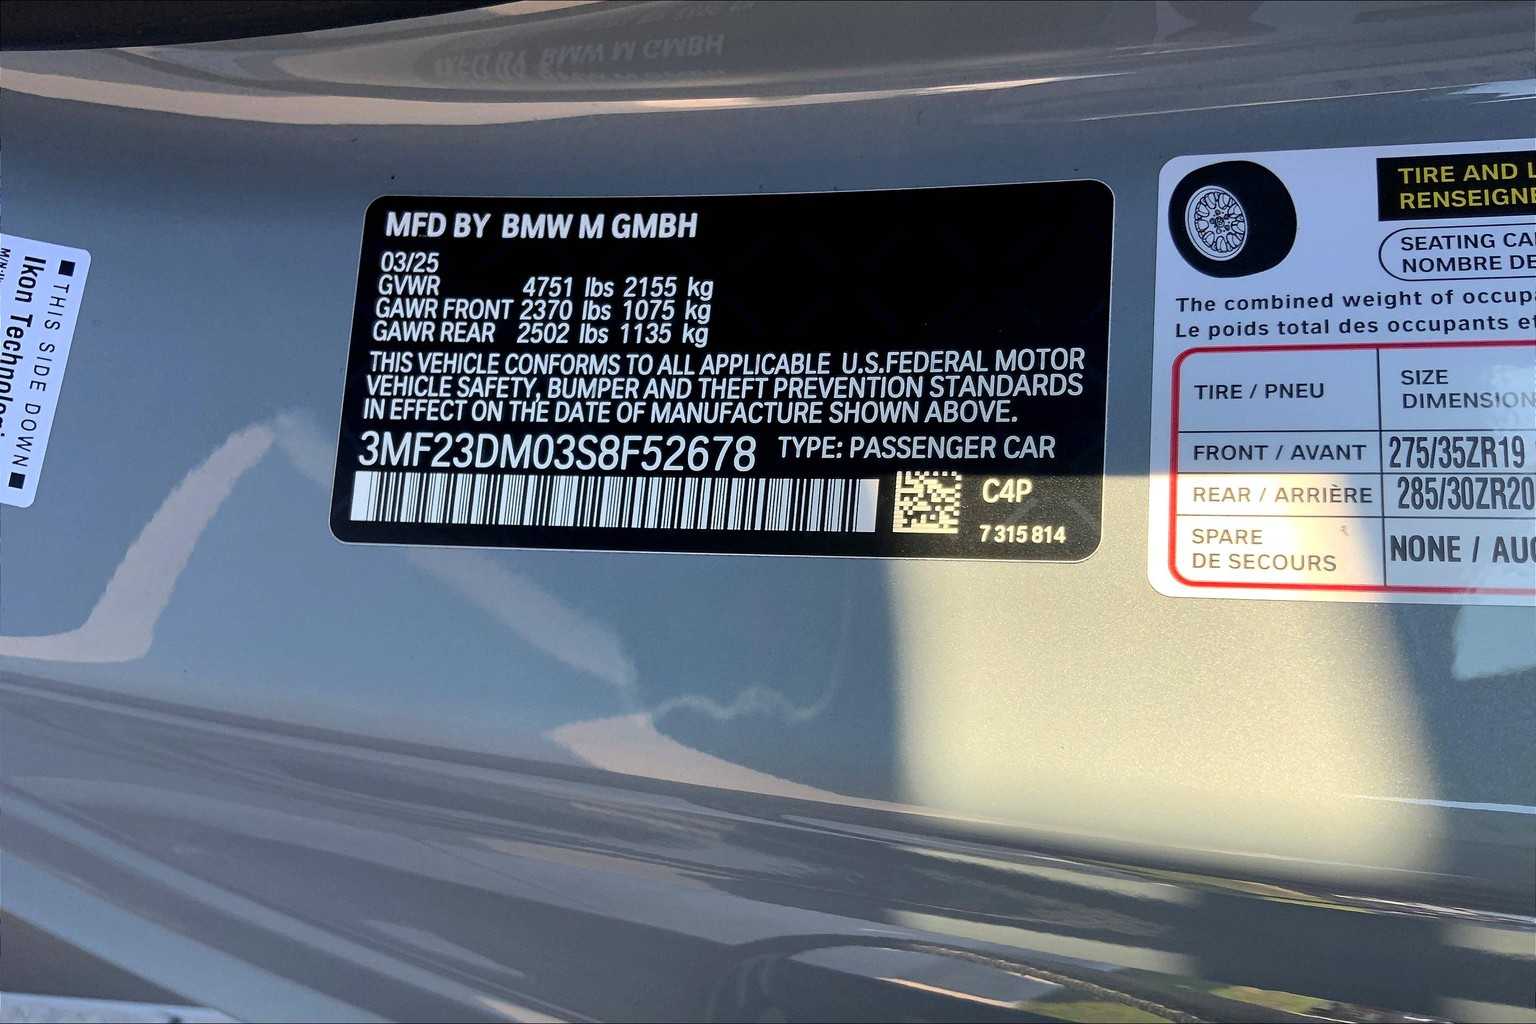 MFD BY BMW M GMBH
03/25
GVWR 4751 lbs 2155 kg
GAWR FRONT 2370 lbs 1075 kg
GAWR REAR 2502 lbs 1135 kg
THIS VEHICLE CONFORMS TO ALL APPLICABLE U.S.FEDERAL MOTOR
VEHICLE SAFETY, BUMPER AND THEFT PREVENTION STANDARDS
IN EFFECT ON THE DATE OF MANUFACTURE SHOWN ABOVE.
3MF23DM03S8F52678 TYPE: PASSENGER CAR
C4P
7 315 814
THIS SIDE DOWN
Ikon
TIRE AND
RENSEIGNE
SEATING CA
NOMBRE DE
The combined weight of occupa
Le poids total des occupants et
TIRE / PNEU
SIZE
DIMENSION
FRONT / AVANT 275/35ZR19
REAR / ARRIÈRE 285/30ZR20
SPARE
DE SECOURS
NONE / AUC